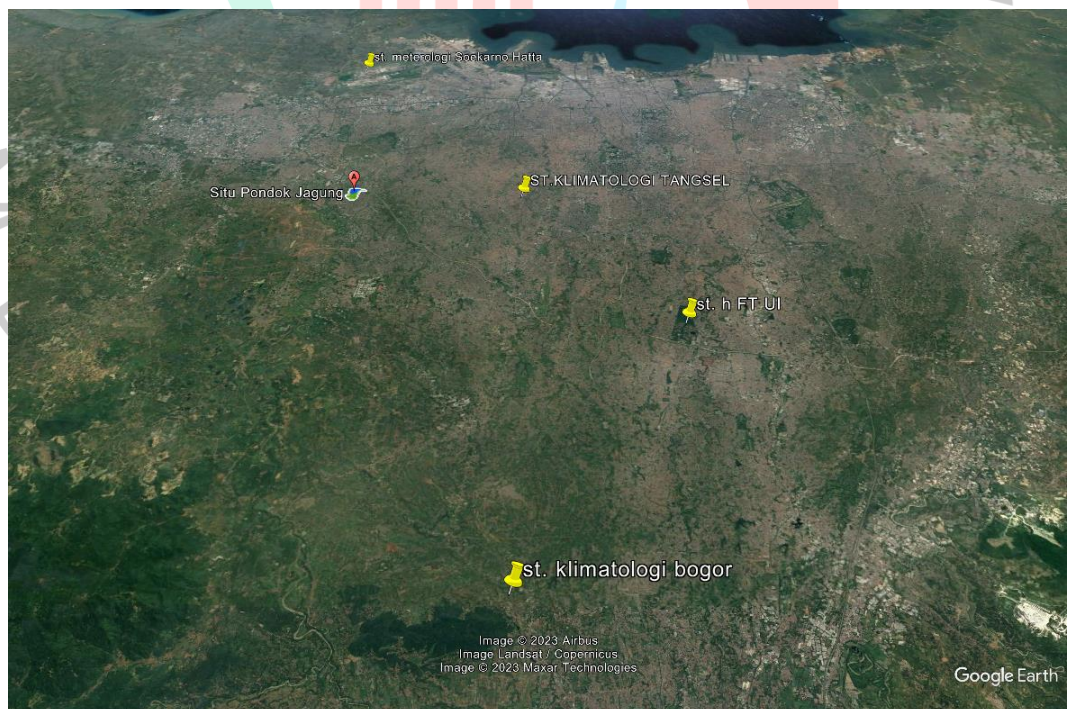 st. meterologi Soekarno Hatta
A
Situ Pondok Jagung
ST.KLIMATOLOGI TANGSEL
st. h FT UI
st. klimatologi bogor
Image © 2023 Airbus
Image Landsat / Copernicus
Image © 2023 Maxar Technologies
Google Earth